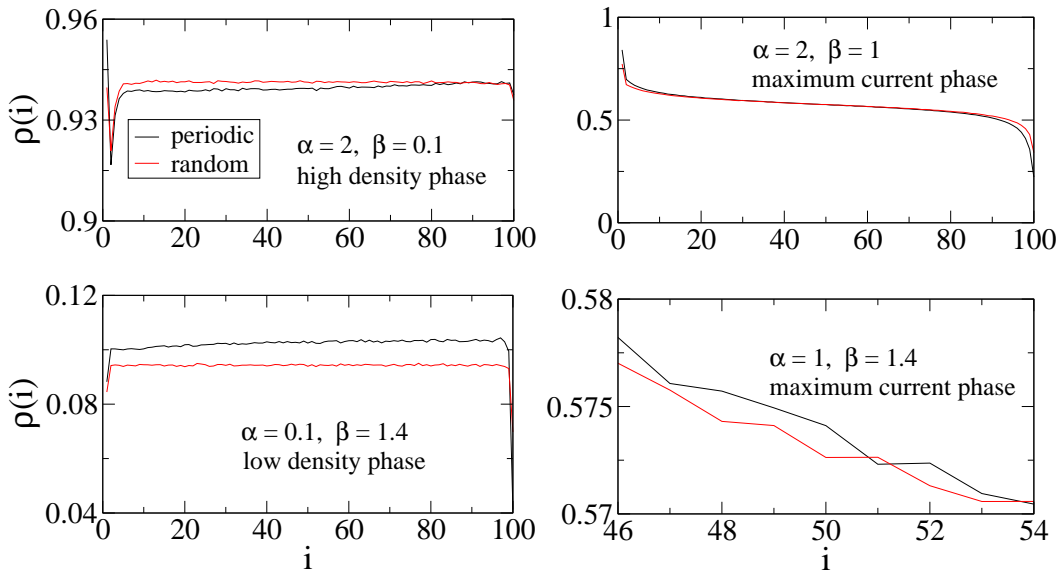 0.96
ρ(i)
0.93
0.9
periodic
random
α = 2, β = 0.1
high density phase
0 20 40 60 80 100
1
0.5
0
α = 2, β = 1
maximum current phase
0 20 40 60 80 100
0.12
ρ(i)
0.08
0.04
α = 0.1, β = 1.4
low density phase
0 20 40 60 80 100
i
0.58
0.575
0.57
α = 1, β = 1.4
maximum current phase
46 48 50 52 54
i